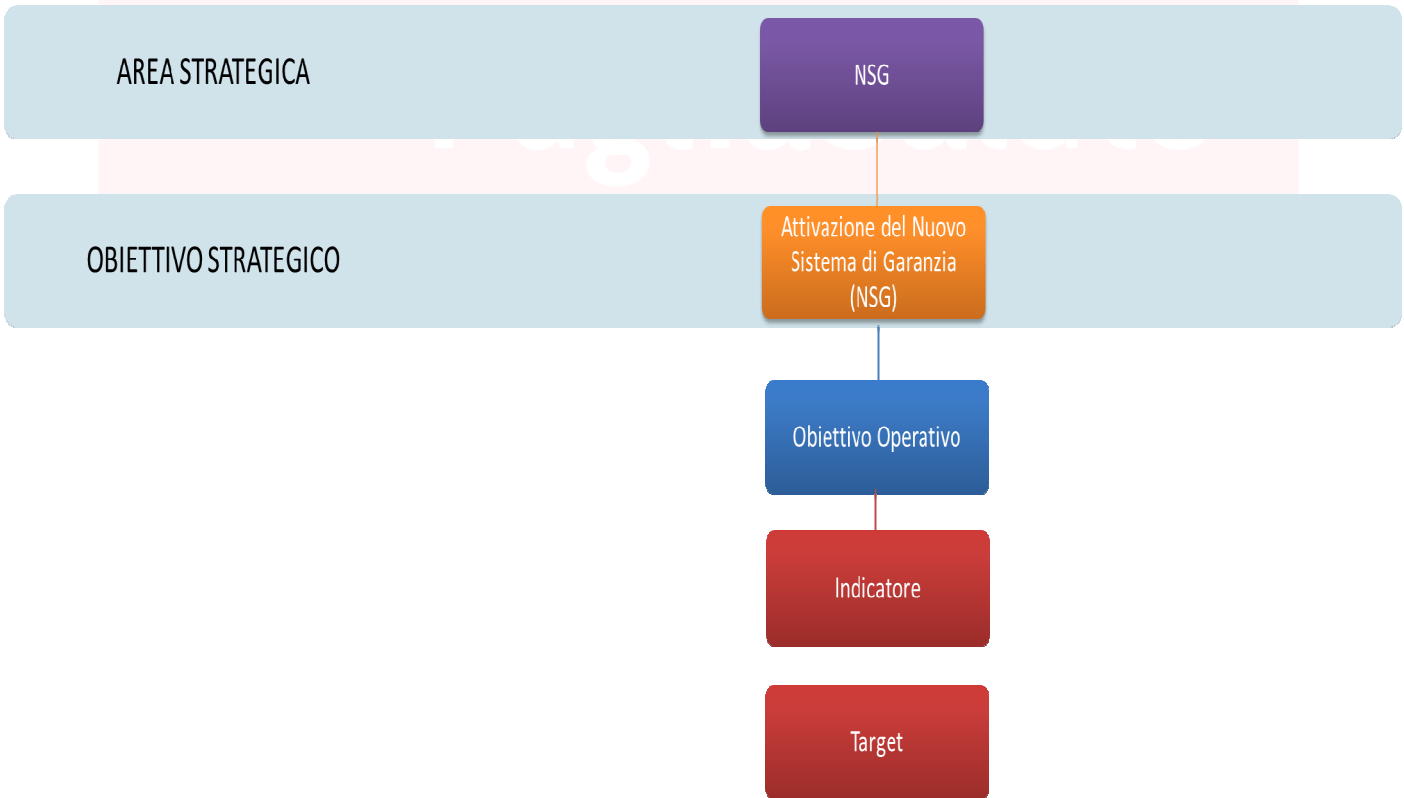 AREA STRATEGICA
NSG
OBIETTIVO STRATEGICO
Attivazione del Nuovo
Sistema di Garanzia
(NSG)
Obiettivo Operativo
Indicatore
Target